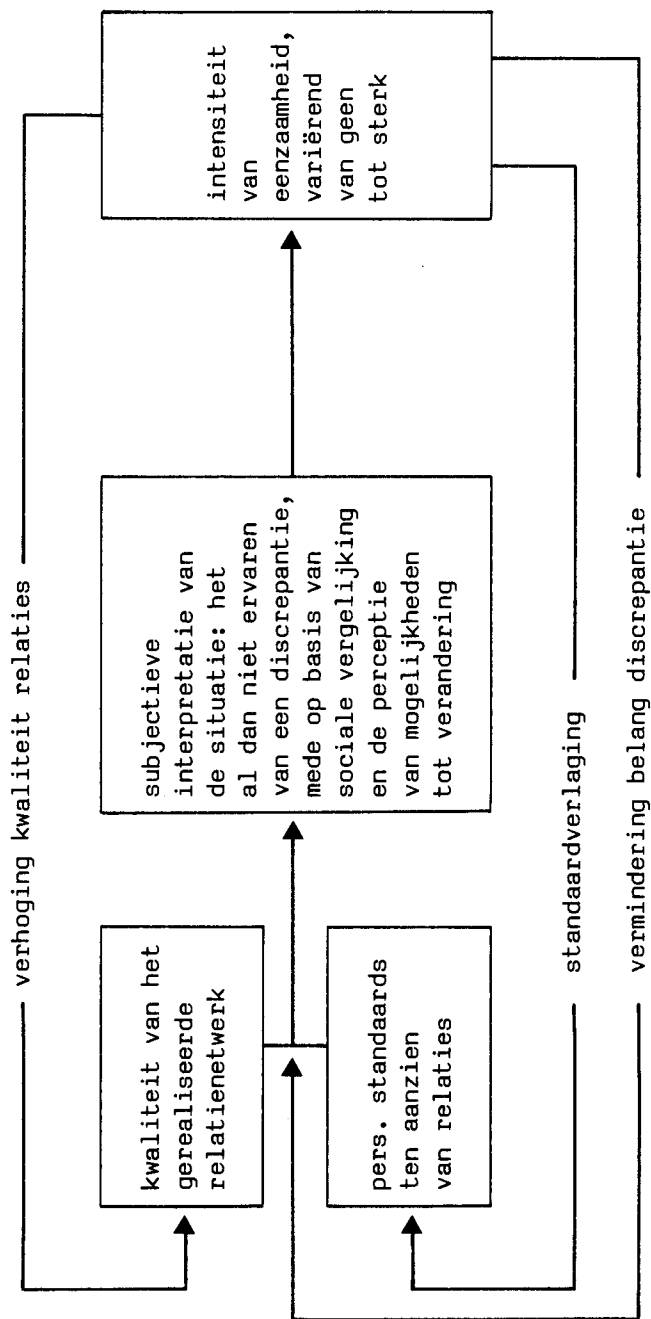 verhoging kwaliteit relaties
kwaliteit van het
gerealiseerde
relatienetwerk
pers. standaards
ten aanzien
van relaties
subjectieve
interpretatie van
de situatie: het
al dan niet ervaren
van een discrepantie,
mede op basis van
sociale vergelijking
en de perceptie
van mogelijkheden
tot verandering
intensiteit
van
eenzaamheid,
variërend
van geen
tot sterk
standaardverlaging
vermindering belang discrepantie